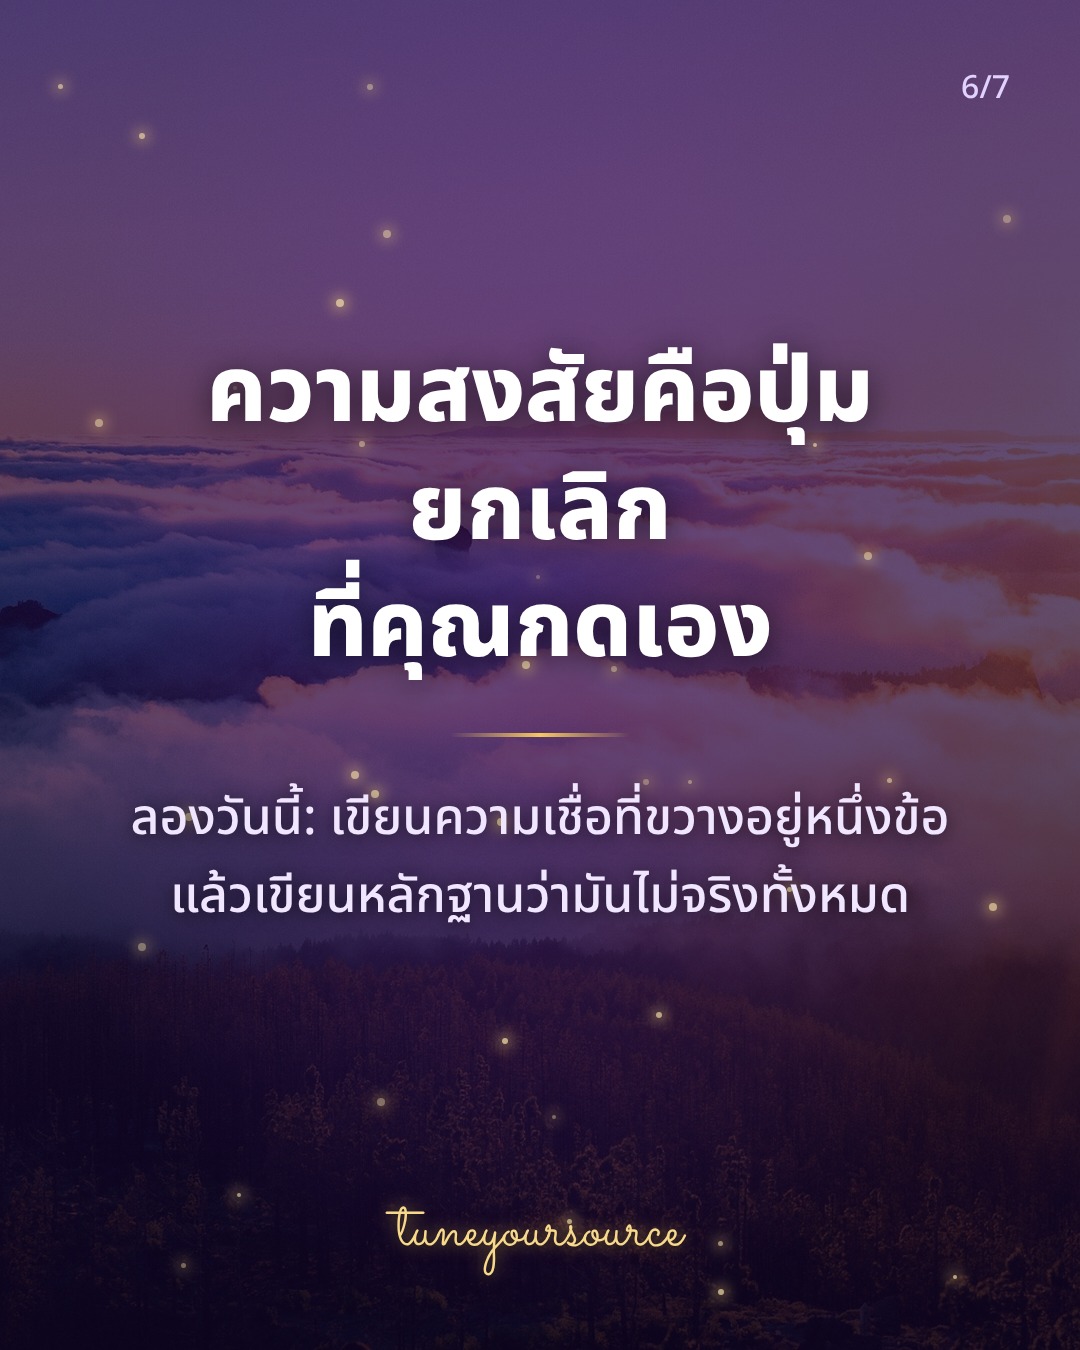 6/7
ความสงสัยคือปุ่ม
ยกเลิก
ที่คุณกดเอง
ลองวันนี้: เขียนความเชื่อที่ขวางอยู่หนึ่งข้อ
แล้วเขียนหลักฐานว่ามันไม่จริงทั้งหมด
tuneyoursource